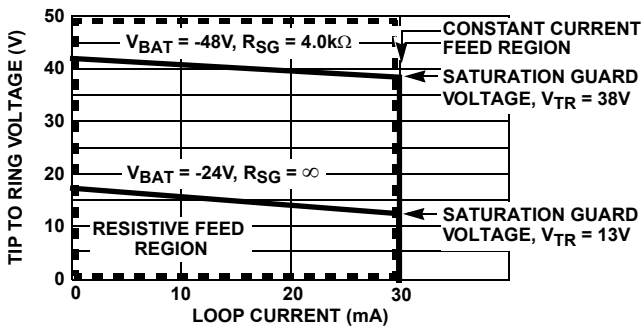 TIP TO RING VOLTAGE (V)
50
40
30
20
10
0
V_BAT = -48V, R_SG = 4.0kΩ
CONSTANT CURRENT
FEED REGION
SATURATION GUARD
VOLTAGE, V_TR = 38V
V_BAT = -24V, R_SG = ∞
RESISTIVE FEED
REGION
SATURATION GUARD
VOLTAGE, V_TR = 13V
0
10
20
30
LOOP CURRENT (mA)